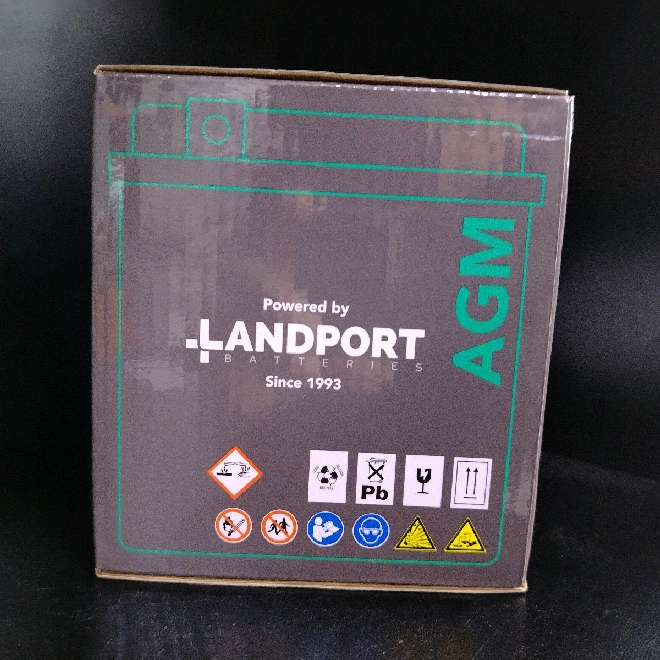 Powered by
LANDPORT
BATTERIES
Since 1993
AGM
Pb